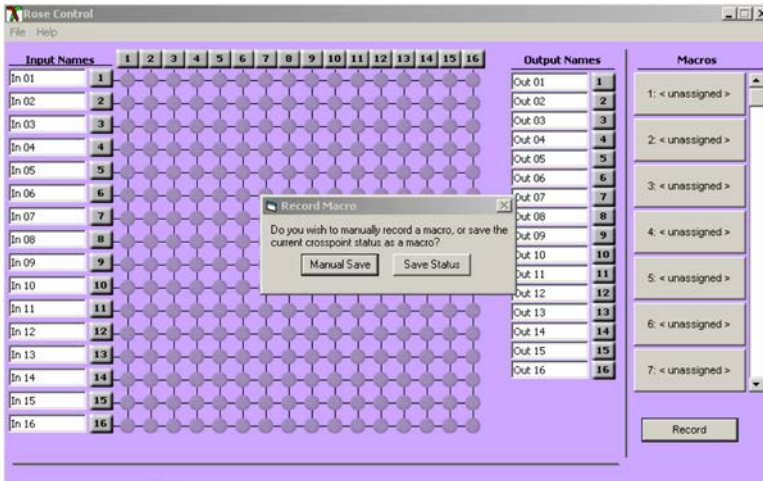 Rose Control
File Help
Input Names 1 2 3 4 5 6 7 8 9 10 11 12 13 14 15 16 Output Names Macros
In 01 1
In 02 2
In 03 3
In 04 4
In 05 5
In 06 6
In 07 7
In 08 8
In 09 9
In 10 10
In 11 11
In 12 12
In 13 13
In 14 14
In 15 15
In 16 16
Record Macro
Do you wish to manually record a macro, or save the
current crosspoint status as a macro?
Manual Save Save Status
Out 01 1
Out 02 2
Out 03 3
Out 04 4
Out 05 5
Out 06 6
Out 07 7
Out 08 8
Out 09 9
Out 10 10
Out 11 11
Out 12 12
Out 13 13
Out 14 14
Out 15 15
Out 16 16
1: < unassigned >
2: < unassigned >
3: < unassigned >
4: < unassigned >
5: < unassigned >
6: < unassigned >
7: < unassigned >
Record